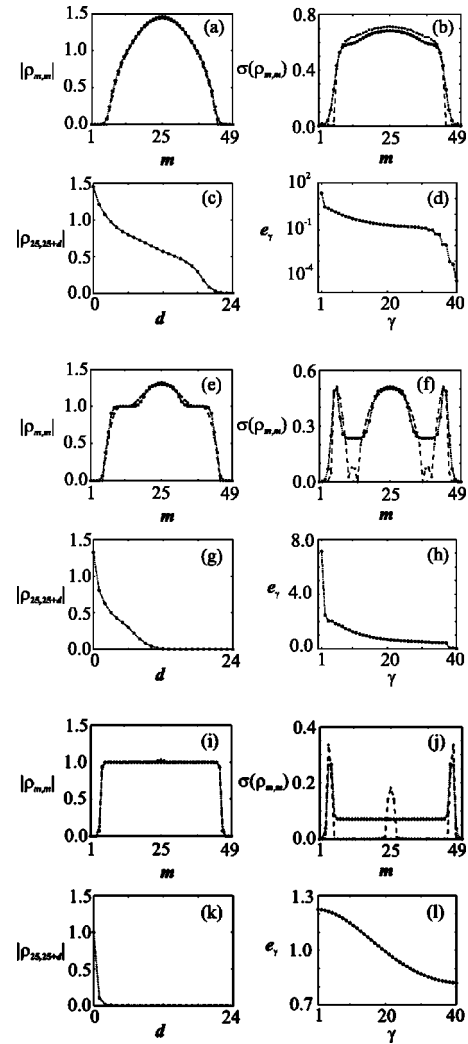 (a)
|ρm,m|
1.5
1.0
0.5
0.0
1 25 49
m
(b)
σ(ρm,m)
0.8
0.4
0.0
1 25 49
m
(c)
|ρ25,25+d|
1.5
1.0
0.5
0.0
0 24
d
(d)
eγ
10^2
10^-1
10^-4
1 20 40
γ
(e)
|ρm,m|
1.5
1.0
0.5
0.0
1 25 49
m
(f)
σ(ρm,m)
0.6
0.3
0.0
1 25 49
m
(g)
|ρ25,25+d|
1.5
1.0
0.5
0.0
0 24
d
(h)
eγ
8.0
4.0
0.0
1 20 40
γ
(i)
|ρm,m|
1.5
1.0
0.5
0.0
1 25 49
m
(j)
σ(ρm,m)
0.4
0.2
0.0
1 25 49
m
(k)
|ρ25,25+d|
1.5
1.0
0.5
0.0
0 24
d
(l)
eγ
1.3
1.0
0.7
1 20 40
γ